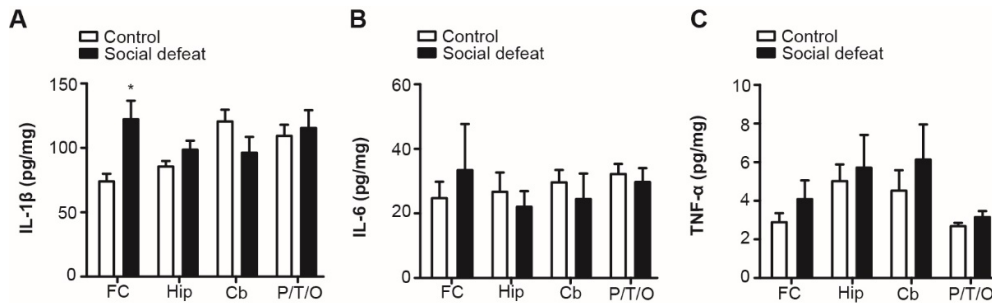 A
Control
Social defeat
IL-1β (pg/mg)
150
100
50
0
*
FC Hip Cb P/T/O
B
Control
Social defeat
IL-6 (pg/mg)
60
40
20
0
FC Hip Cb P/T/O
C
Control
Social defeat
TNF-α (pg/mg)
10
8
6
4
2
0
FC Hip Cb P/T/O